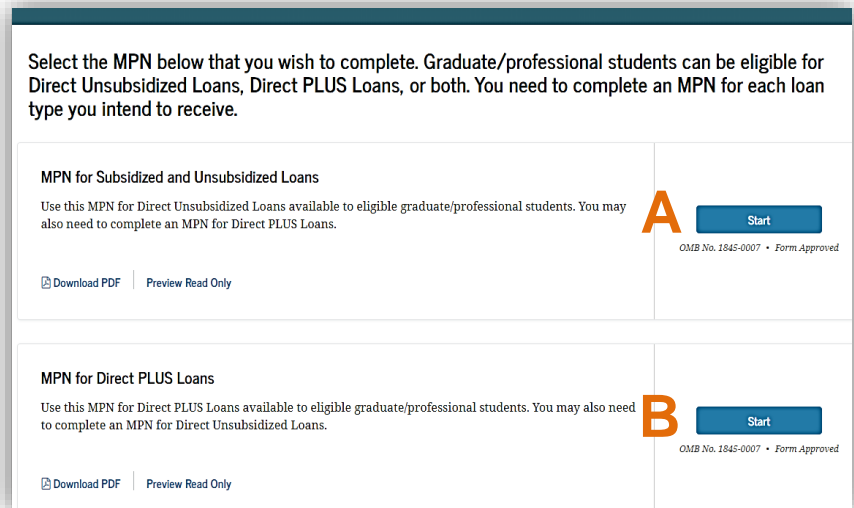 Select the MPN below that you wish to complete. Graduate/professional students can be eligible for
Direct Unsubsidized Loans, Direct PLUS Loans, or both. You need to complete an MPN for each loan
type you intend to receive.
MPN for Subsidized and Unsubsidized Loans
Use this MPN for Direct Unsubsidized Loans available to eligible graduate/professional students. You may
also need to complete an MPN for Direct PLUS Loans.
A
Start
OMB No. 1845-0007 • Form Approved
Download PDF
Preview Read Only
MPN for Direct PLUS Loans
Use this MPN for Direct PLUS Loans available to eligible graduate/professional students. You may also need
to complete an MPN for Direct Unsubsidized Loans.
B
Start
OMB No. 1845-0007 • Form Approved
Download PDF
Preview Read Only